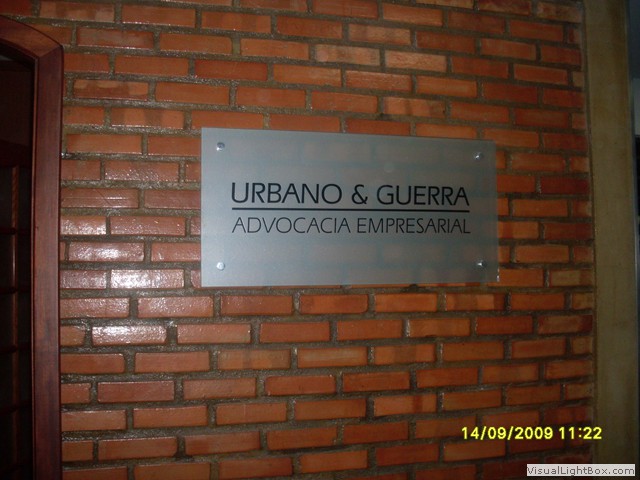 URBANO & GUERRA
ADVOCACIA EMPRESARIAL
14/09/2009 11:22
VisualLightBox.com